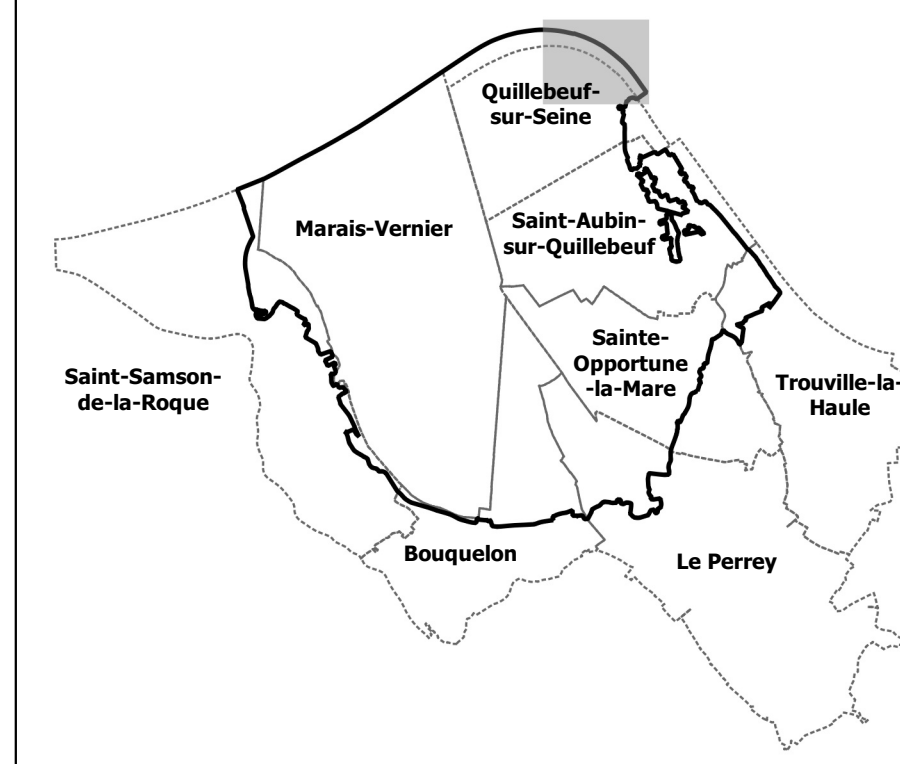 Quillebeuf-
sur-Seine
Marais-Vernier
Saint-Aubin-
sur-Quillebeuf
Sainte-
Opportune
-la-Mare
Saint-Samson-
de-la-Roque
Trouville-la-
Haule
Bouquelon
Le Perrey